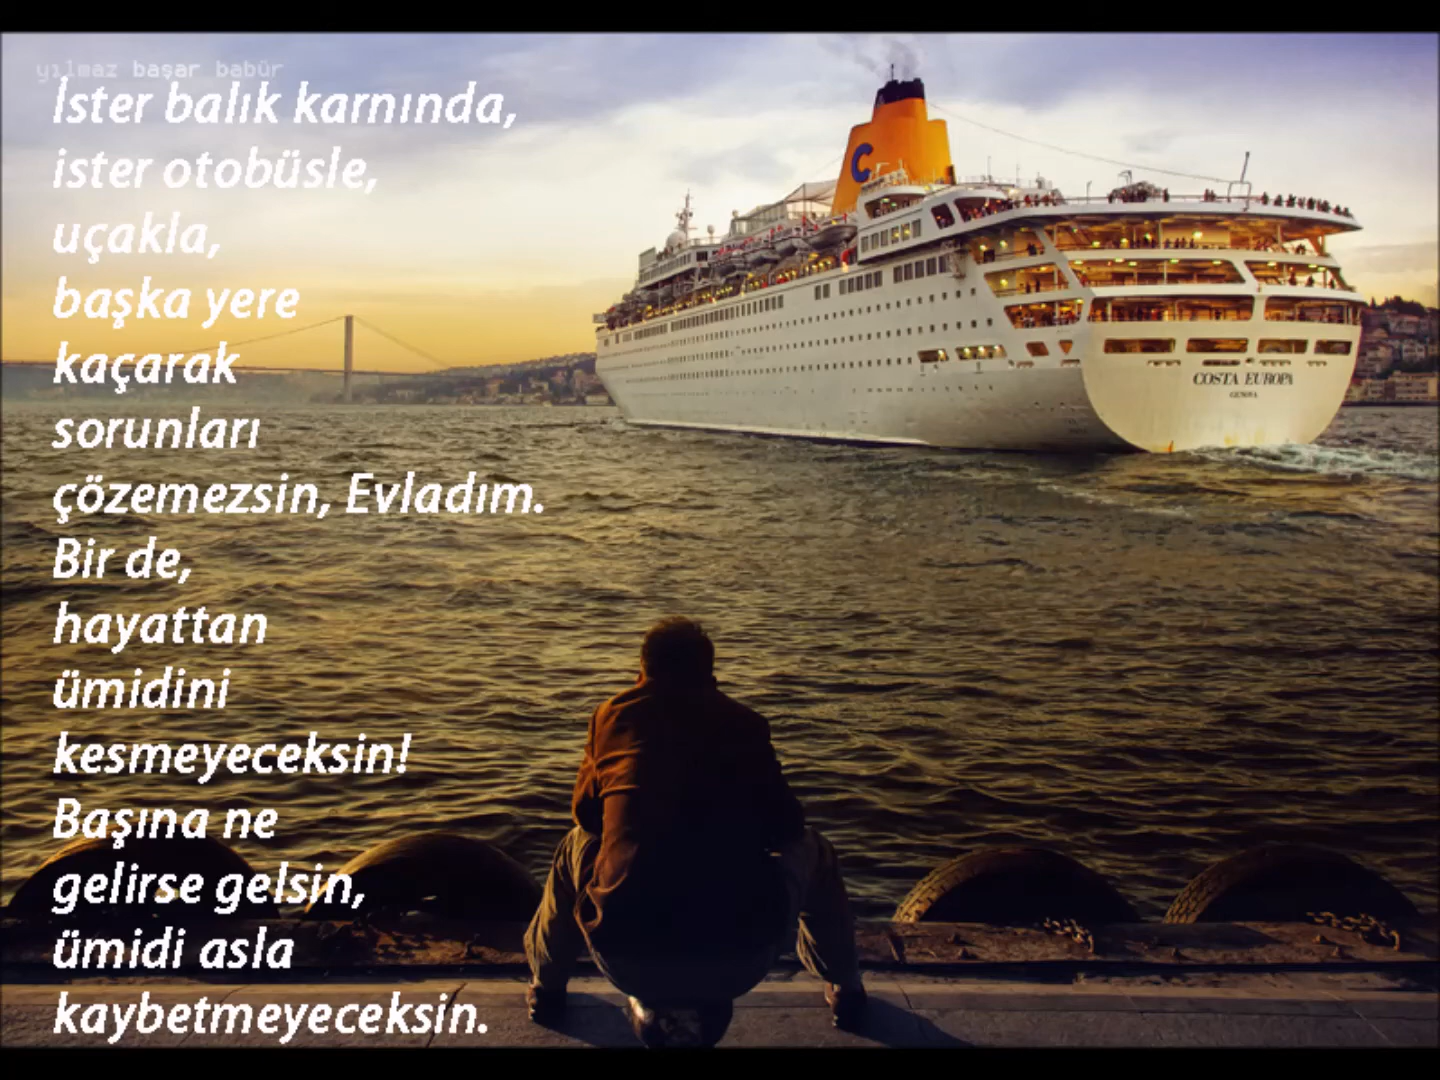 yılmaz başar babür
İster balık karnında,
ister otobüsle,
uçakla,
başka yere
kaçarak
sorunları
çözemezsin, Evladım.
Bir de,
hayattan
ümidini
kesmeyeceksin!
Başına ne
gelirse gelsin,
ümidi asla
kaybetmeyeceksin.
C
COSTA EUROPA
GENOVA